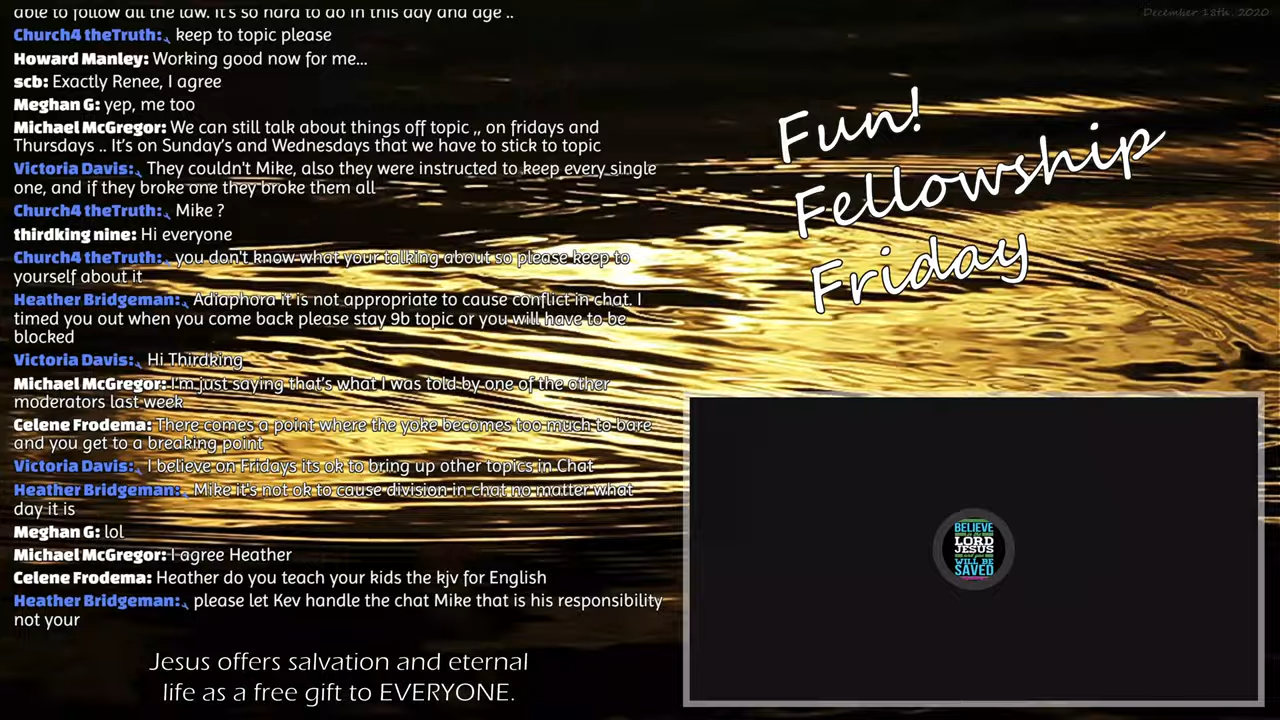 able to follow all the law. it's so hard to do in this day and age ..
Church4 theTruth: keep to topic please
Howard Manley: Working good now for me...
scb: Exactly Renee, I agree
Meghan G: yep, me too
Michael McGregor: We can still talk about things off topic ,, on fridays and
Thursdays .. It's on Sunday's and Wednesdays that we have to stick to topic
Victoria Davis: They couldn't Mike, also they were instructed to keep every single
one, and if they broke one they broke them all
Church4 theTruth: Mike ?
thirdking nine: Hi everyone
Church4 theTruth: you don't know what your talking about so please keep to
yourself about it
Heather Bridgeman: Adiaphora it is not appropriate to cause conflict in chat. I
timed you out when you come back please stay 9b topic or you will have to be
blocked
Victoria Davis: Hi Thirdking
Michael McGregor: I'm just saying that's what I was told by one of the other
moderators last week
Celene Frodema: There comes a point where the yoke becomes too much to bare
and you get to a breaking point
Victoria Davis: I believe on Fridays its ok to bring up other topics in Chat
Heather Bridgeman: Mike it's not ok to cause division in chat no matter what
day it is
Meghan G: lol
Michael McGregor: I agree Heather
Celene Frodema: Heather do you teach your kids the kjv for English
Heather Bridgeman: please let Kev handle the chat Mike that is his responsibility
not your
Jesus offers salvation and eternal
life as a free gift to EVERYONE.
December 18th, 2020
Fun!
Fellowship
Friday
BELIEVE
LORD
JESUS
WILL BE
SAVED